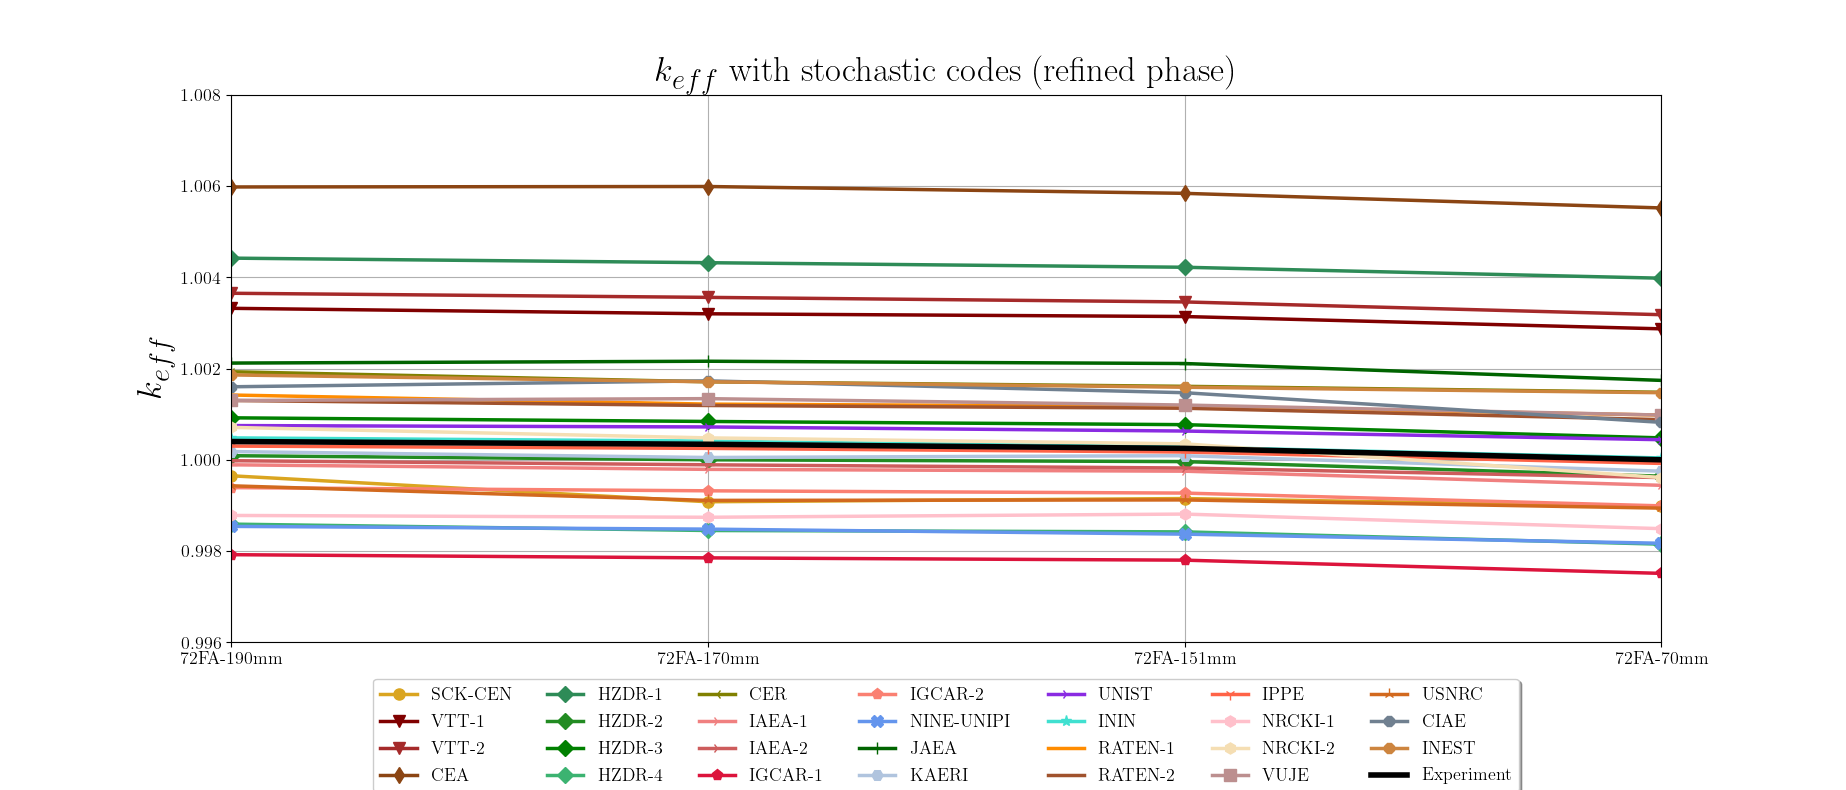 k_eff with stochastic codes (refined phase)
1.008
1.006
1.004
1.002
1.000
0.998
0.996
k_eff
72FA-190mm 72FA-170mm 72FA-151mm 72FA-70mm
SCK-CEN HZDR-1 CER IGCAR-2 UNIST IPPE USNRC
VTT-1 HZDR-2 IAEA-1 NINE-UNIPI ININ NRCKI-1 CIAE
VTT-2 HZDR-3 IAEA-2 JAEA RATEN-1 NRCKI-2 INEST
CEA HZDR-4 IGCAR-1 KAERI RATEN-2 VUJE Experiment